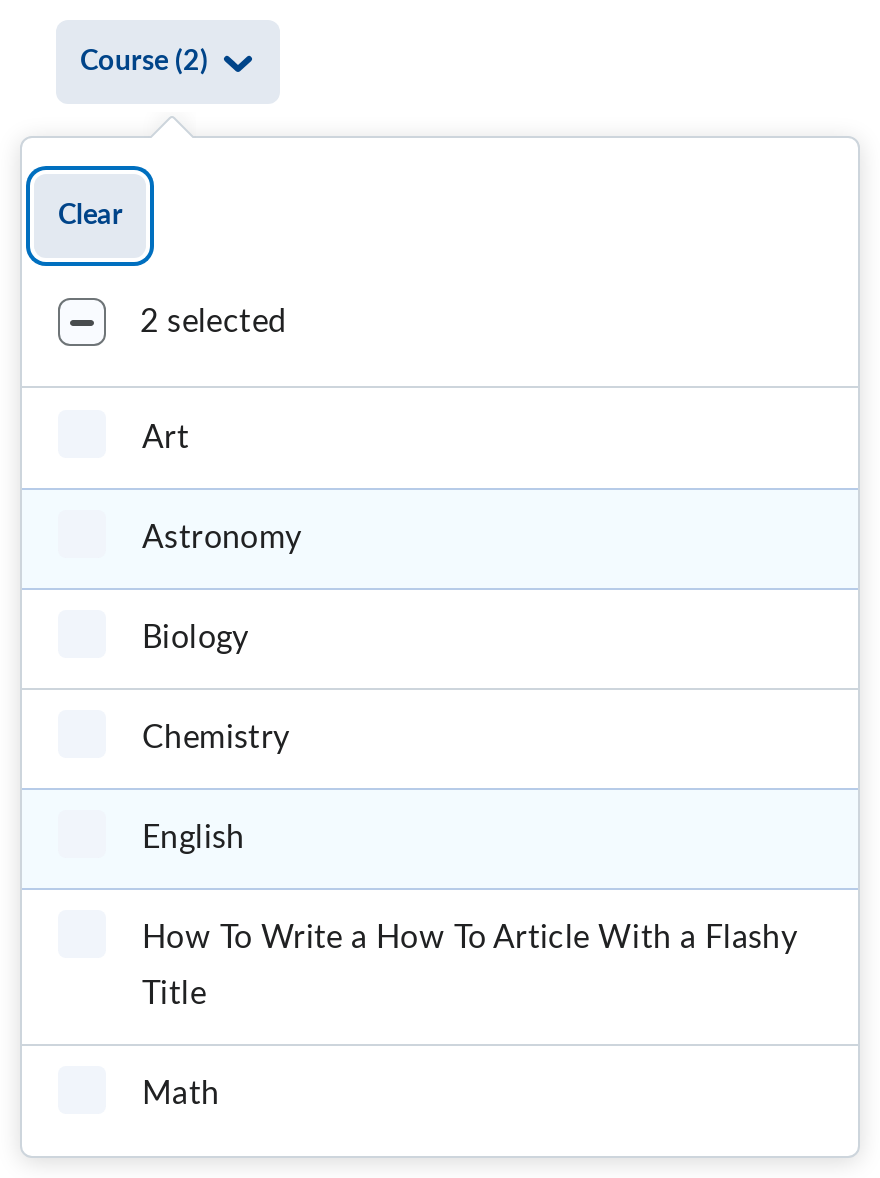 Course (2)
Clear
2 selected
Art
Astronomy
Biology
Chemistry
English
How To Write a How To Article With a Flashy
Title
Math